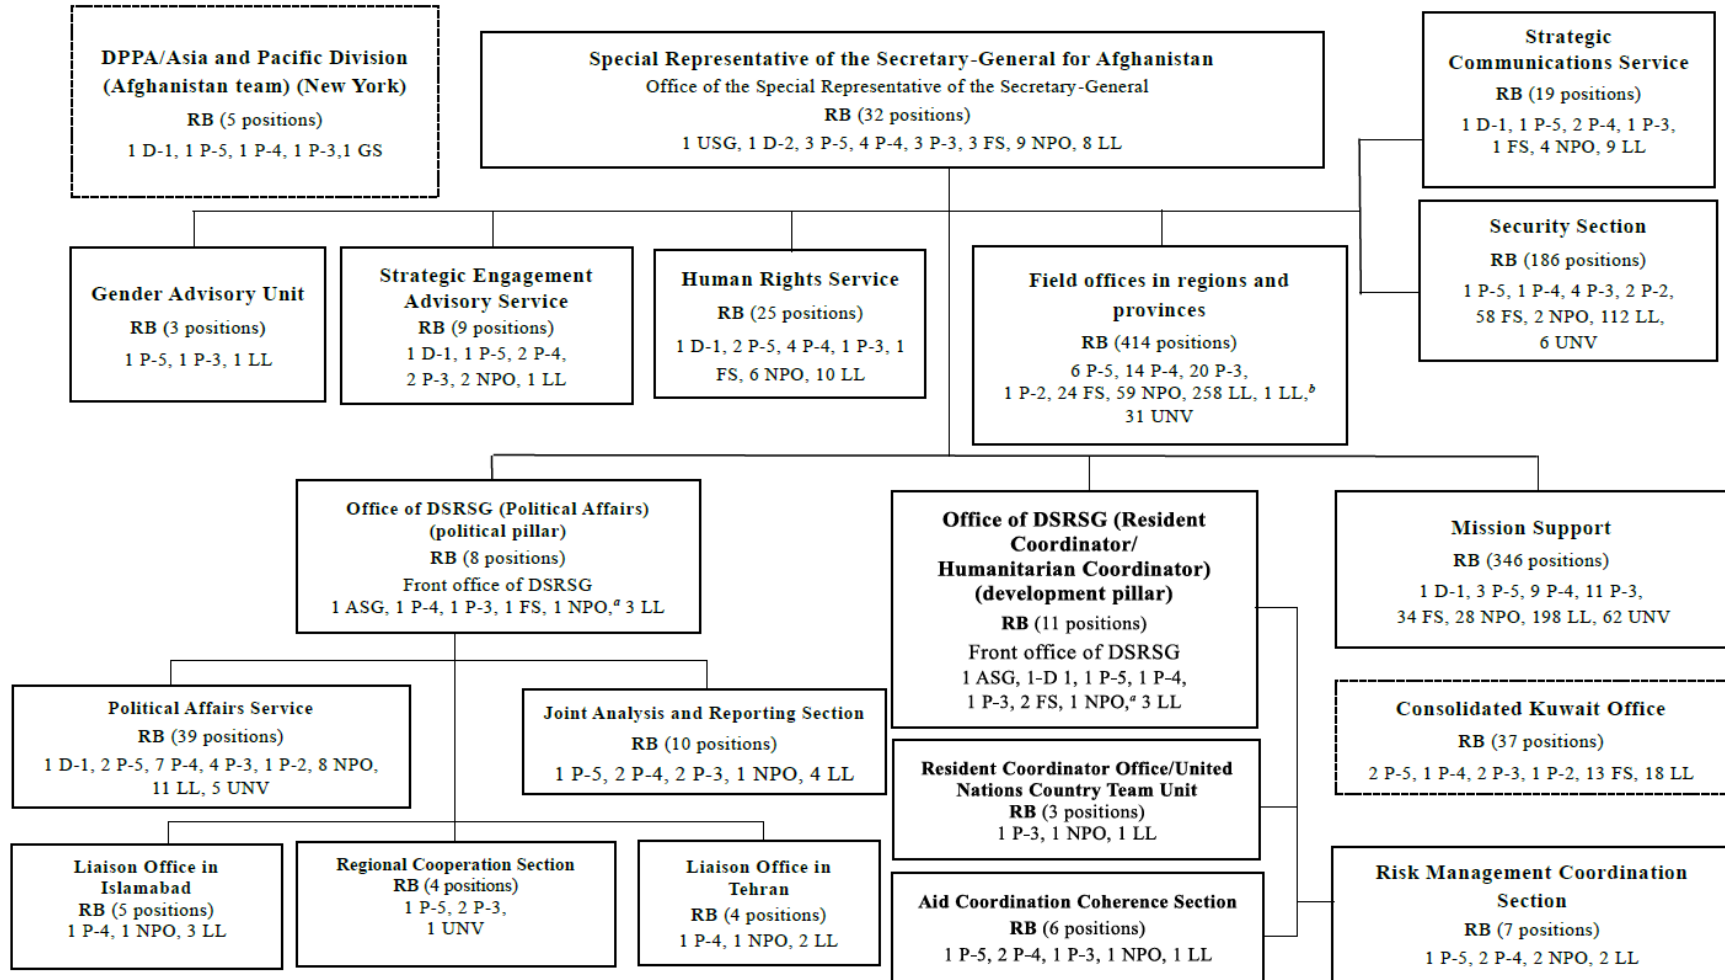 DPPA/Asia and Pacific Division
(Afghanistan team) (New York)
RB (5 positions)
1 D-1, 1 P-5, 1 P-4, 1 P-3,1 GS
Special Representative of the Secretary-General for Afghanistan
Office of the Special Representative of the Secretary-General
RB (32 positions)
1 USG, 1 D-2, 3 P-5, 4 P-4, 3 P-3, 3 FS, 9 NPO, 8 LL
Strategic
Communications Service
RB (19 positions)
1 D-1, 1 P-5, 2 P-4, 1 P-3,
1 FS, 4 NPO, 9 LL
Security Section
RB (186 positions)
1 P-5, 1 P-4, 4 P-3, 2 P-2,
58 FS, 2 NPO, 112 LL,
6 UNV
Gender Advisory Unit
RB (3 positions)
1 P-5, 1 P-3, 1 LL
Strategic Engagement
Advisory Service
RB (9 positions)
1 D-1, 1 P-5, 2 P-4,
2 P-3, 2 NPO, 1 LL
Human Rights Service
RB (25 positions)
1 D-1, 2 P-5, 4 P-4, 1 P-3, 1
FS, 6 NPO, 10 LL
Field offices in regions and
provinces
RB (414 positions)
6 P-5, 14 P-4, 20 P-3,
1 P-2, 24 FS, 59 NPO, 258 LL, 1 LL,b
31 UNV
Office of DSRSG (Political Affairs)
(political pillar)
RB (8 positions)
Front office of DSRSG
1 ASG, 1 P-4, 1 P-3, 1 FS, 1 NPO,a 3 LL
Office of DSRSG (Resident
Coordinator/
Humanitarian Coordinator)
(development pillar)
RB (11 positions)
Front office of DSRSG
1 ASG, 1-D 1, 1 P-5, 1 P-4,
1 P-3, 2 FS, 1 NPO,a 3 LL
Mission Support
RB (346 positions)
1 D-1, 3 P-5, 9 P-4, 11 P-3,
34 FS, 28 NPO, 198 LL, 62 UNV
Political Affairs Service
RB (39 positions)
1 D-1, 2 P-5, 7 P-4, 4 P-3, 1 P-2, 8 NPO,
11 LL, 5 UNV
Joint Analysis and Reporting Section
RB (10 positions)
1 P-5, 2 P-4, 2 P-3, 1 NPO, 4 LL
Consolidated Kuwait Office
RB (37 positions)
2 P-5, 1 P-4, 2 P-3, 1 P-2, 13 FS, 18 LL
Resident Coordinator Office/United
Nations Country Team Unit
RB (3 positions)
1 P-3, 1 NPO, 1 LL
Liaison Office in
Islamabad
RB (5 positions)
1 P-4, 1 NPO, 3 LL
Regional Cooperation Section
RB (4 positions)
1 P-5, 2 P-3,
1 UNV
Liaison Office in
Tehran
RB (4 positions)
1 P-4, 1 NPO, 2 LL
Aid Coordination Coherence Section
RB (6 positions)
1 P-5, 2 P-4, 1 P-3, 1 NPO, 1 LL
Risk Management Coordination
Section
RB (7 positions)
1 P-5, 2 P-4, 2 NPO, 2 LL